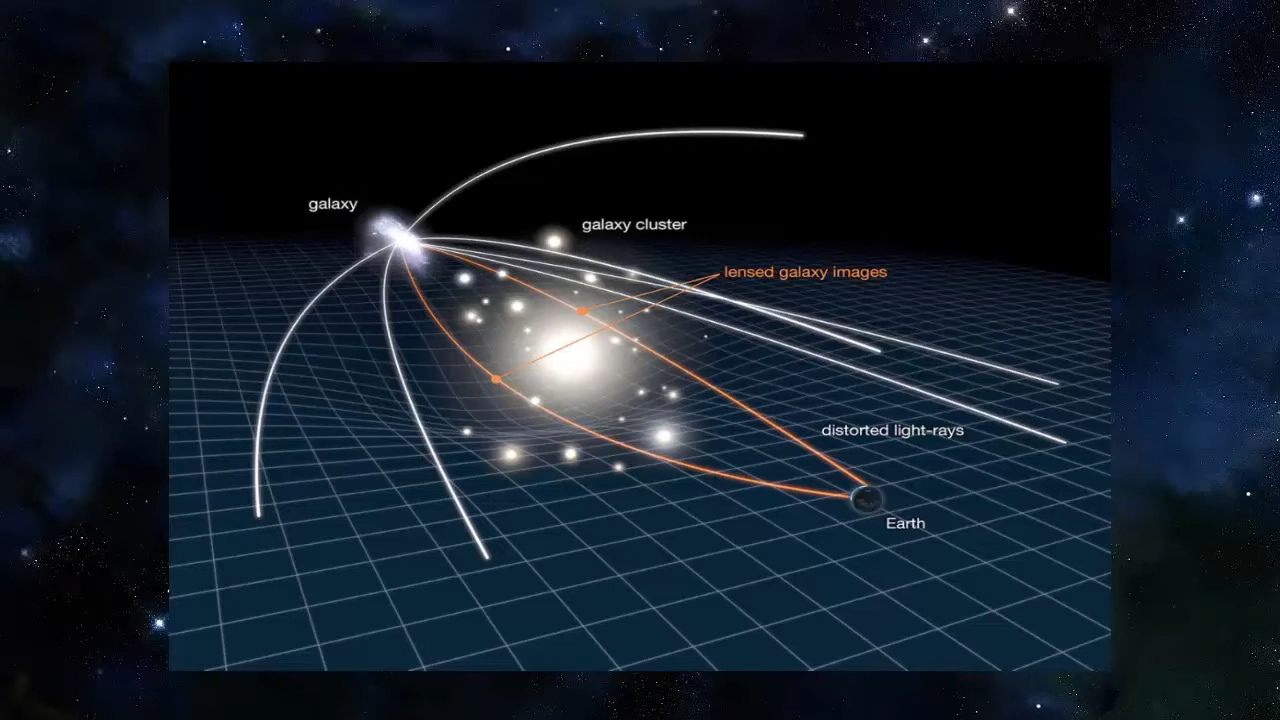 galaxy
galaxy cluster
lensed galaxy images
distorted light-rays
Earth